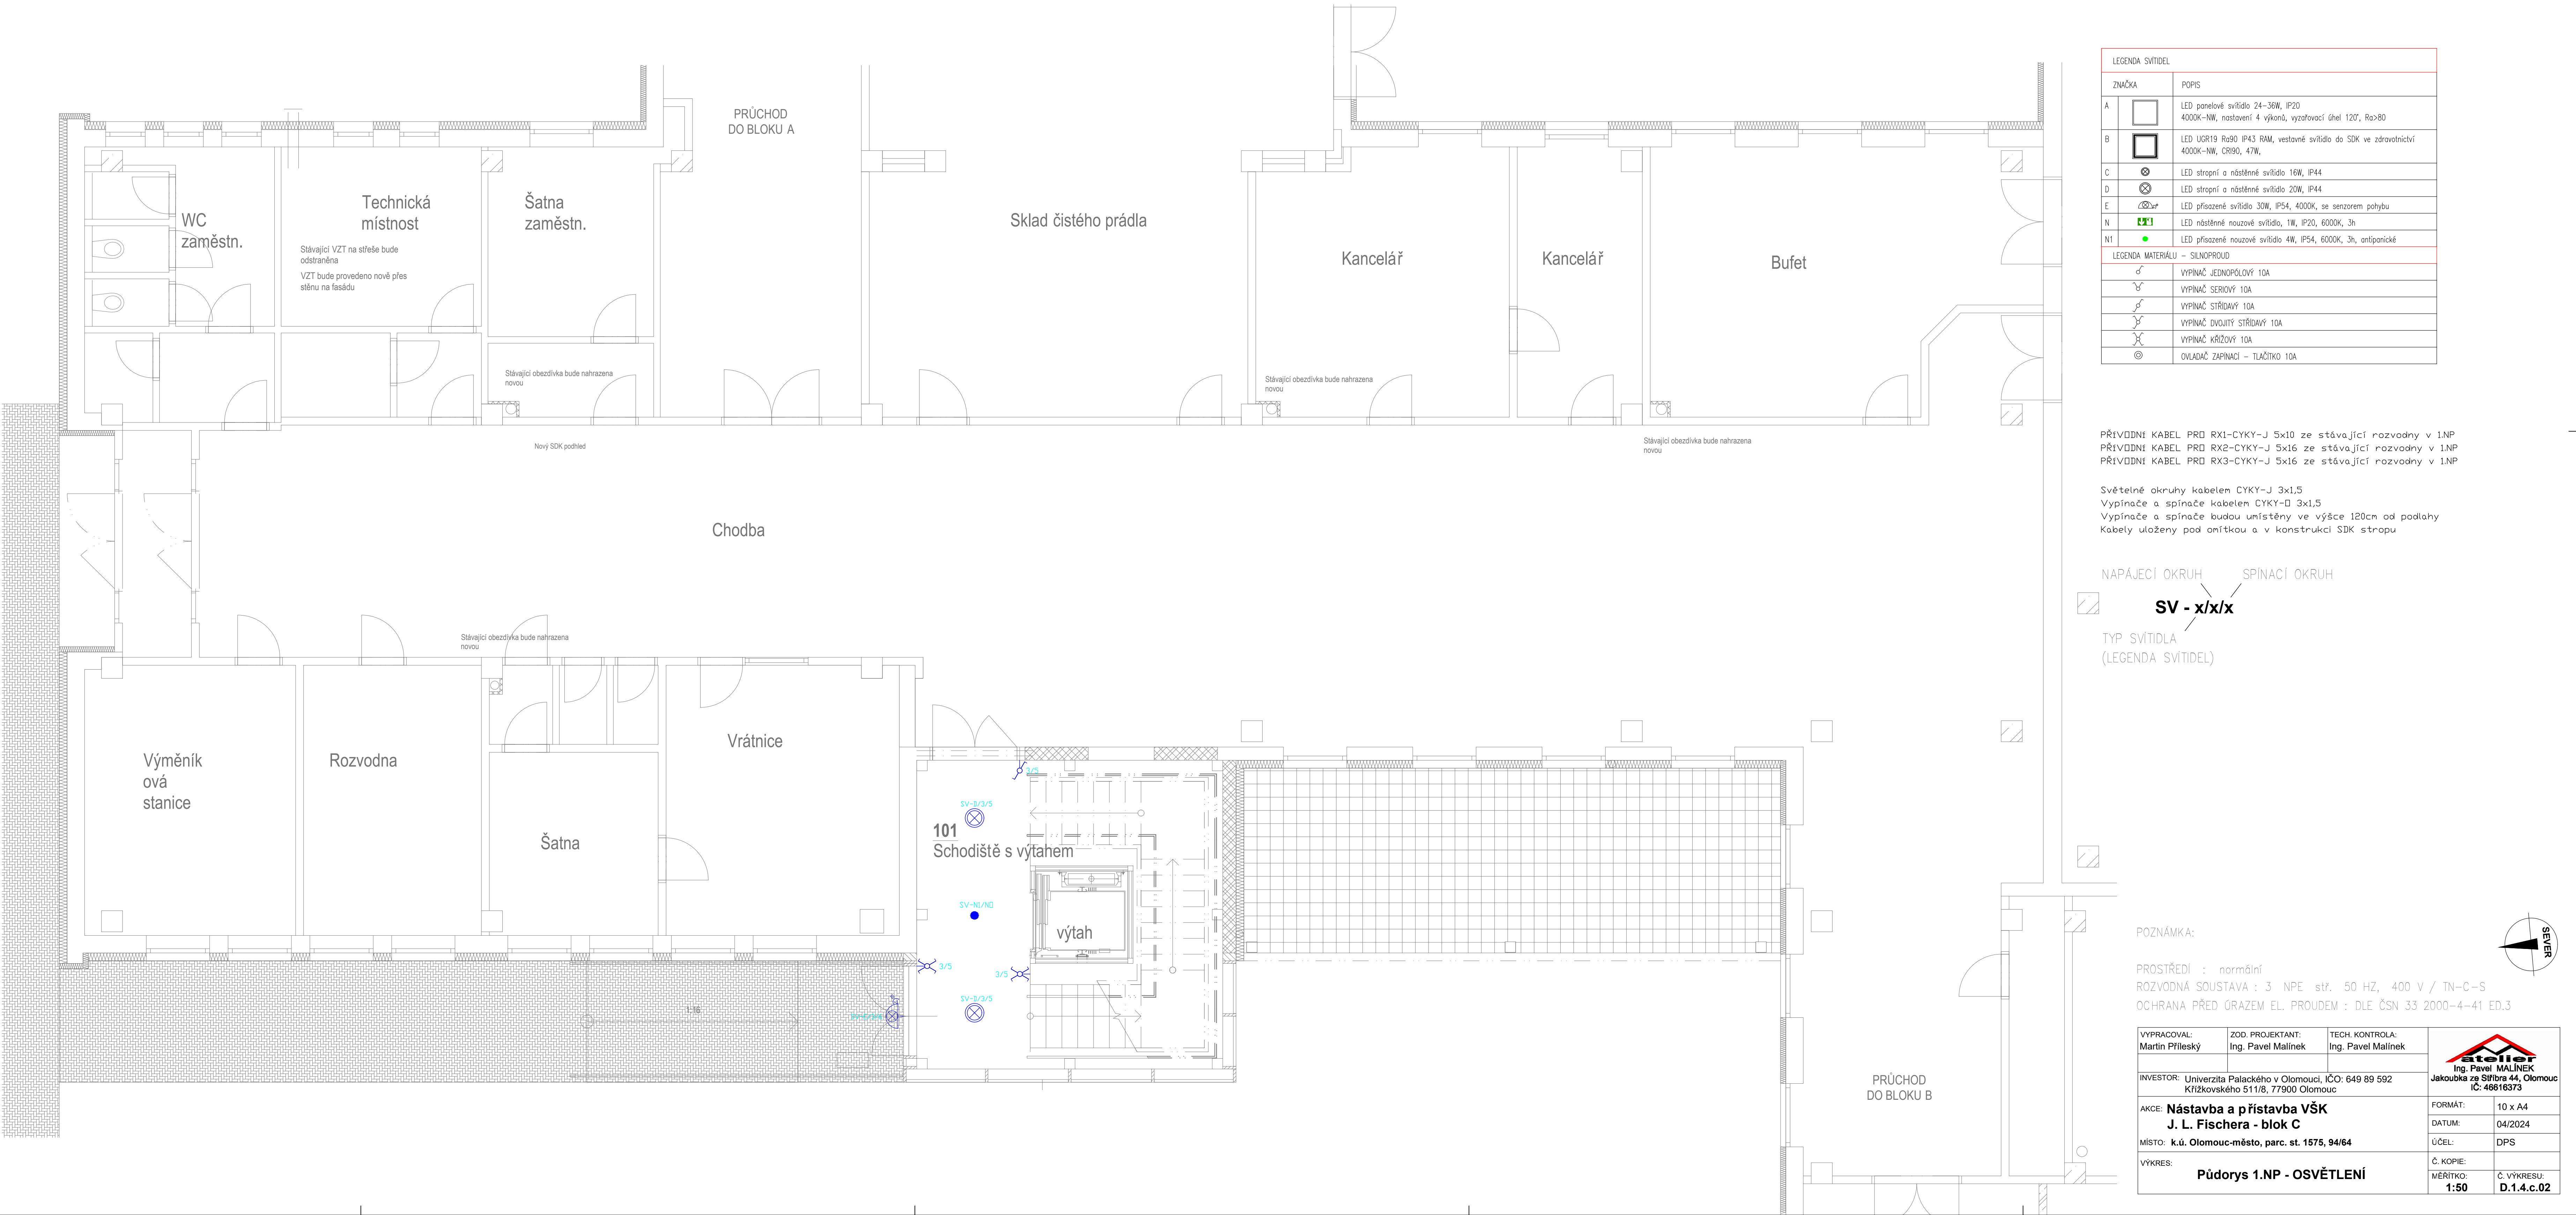 PRŮCHOD
DO BLOKU A
WC
zaměstn.
Technická
místnost
Stávající VZT na střeše bude
odstraněna
VZT bude provedeno nově přes
stěnu na fasádu
Šatna
zaměstn.
Sklad čistého prádla
Kancelář
Kancelář
Bufet
Stávající obezdívka bude nahrazena
novou
Stávající obezdívka bude nahrazena
novou
Nový SDK podhled
Stávající obezdívka bude nahrazena
novou
Chodba
Stávající obezdívka bude nahrazena
novou
Výměník
ová
stanice
Rozvodna
Šatna
Vrátnice
SV-D/3/5
101
Schodiště s výtahem
SV-N1/N3
výtah
3/5
3/5
SV-D/3/5
1:16
PRŮCHOD
DO BLOKU B
LEGENDA SVÍTIDEL
ZNAČKA POPIS
A LED panelové svítidlo 24-36W, IP20
4000K-NW, nastavení 4 výkonů, vyzařovací úhel 120°, Ra>80
B LED UGR19 Ra90 IP43 RAM, vestavné svítidlo do SDK ve zdravotnictví
4000K-NW, CRI90, 47W,
C LED stropní a nástěnné svítidlo 16W, IP44
D LED stropní a nástěnné svítidlo 20W, IP44
E LED přisazené svítidlo 30W, IP54, 4000K, se senzorem pohybu
N LED nástěnné nouzové svítidlo, 1W, IP20, 6000K, 3h
N1 LED přisazené nouzové svítidlo 4W, IP54, 6000K, 3h, antipanické
LEGENDA MATERIÁLU - SILNOPROUD
VYPÍNAČ JEDNOPÓLOVÝ 10A
VYPÍNAČ SERIOVÝ 10A
VYPÍNAČ STŘÍDAVÝ 10A
VYPÍNAČ DVOJITÝ STŘÍDAVÝ 10A
VYPÍNAČ KŘÍŽOVÝ 10A
OVLADAČ ZAPÍNACÍ - TLAČÍTKO 10A
PŘÍVODNÍ KABEL PRO RX1-CYKY-J 5x10 ze stávající rozvodny v 1.NP
PŘÍVODNÍ KABEL PRO RX2-CYKY-J 5x16 ze stávající rozvodny v 1.NP
PŘÍVODNÍ KABEL PRO RX3-CYKY-J 5x16 ze stávající rozvodny v 1.NP
Světelné okruhy kabelem CYKY-J 3x1,5
Vypínače a spínače kabelem CYKY-O 3x1,5
Vypínače a spínače budou umístěny ve výšce 120cm od podlahy
Kabely uloženy pod omítkou a v konstrukci SDK stropu
NAPÁJECÍ OKRUH SPÍNACÍ OKRUH
SV - x/x/x
TYP SVÍTIDLA
(LEGENDA SVÍTIDEL)
SEVER
POZNÁMKA:
PROSTŘEDÍ : normální
ROZVODNÁ SOUSTAVA : 3 NPE stř. 50 HZ, 400 V / TN-C-S
OCHRANA PŘED ÚRAZEM EL. PROUDEM : DLE ČSN 33 2000-4-41 ED.3
VYPRACOVAL: ZOD. PROJEKTANT: TECH. KONTROLA:
Martin Příleský Ing. Pavel Malínek Ing. Pavel Malínek
atelier
Ing. Pavel MALÍNEK
Jakoubka ze Stříbra 44, Olomouc
IČ: 46616373
INVESTOR: Univerzita Palackého v Olomouci, IČO: 649 89 592
Křížkovského 511/8, 77900 Olomouc
AKCE: Nástavba a přístavba VŠK
J. L. Fischera - blok C
MÍSTO: k.ú. Olomouc-město, parc. st. 1575, 94/64
FORMÁT: 10 x A4
DATUM: 04/2024
ÚČEL: DPS
Č. KOPIE:
VÝKRES: Půdorys 1.NP - OSVĚTLENÍ
MĚŘÍTKO: Č. VÝKRESU:
1:50 D.1.4.c.02